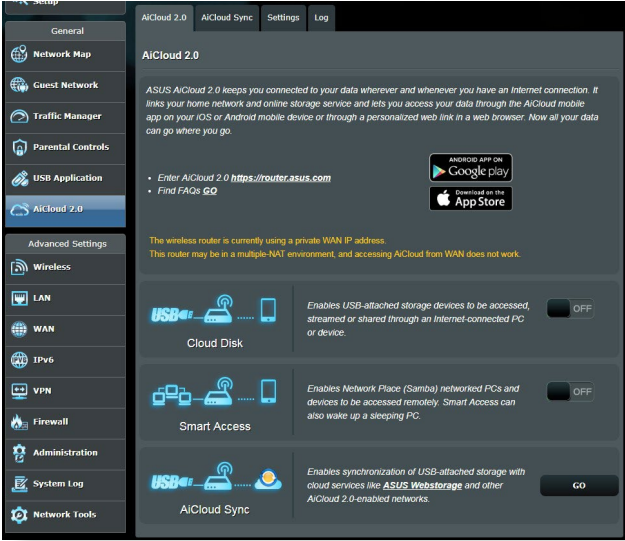 Setup
General
Network Map
Guest Network
Traffic Manager
Parental Controls
USB Application
AiCloud 2.0
Advanced Settings
Wireless
LAN
WAN
IPv6
VPN
Firewall
Administration
System Log
Network Tools
AiCloud 2.0 AiCloud Sync Settings Log
AiCloud 2.0
ASUS AiCloud 2.0 keeps you connected to your data wherever and whenever you have an Internet connection. It
links your home network and online storage service and lets you access your data through the AiCloud mobile
app on your iOS or Android mobile device or through a personalized web link in a web browser. Now all your data
can go where you go.
ANDROID APP ON
Google play
Download on the
App Store
• Enter AiCloud 2.0 https://router.asus.com
• Find FAQs GO
The wireless router is currently using a private WAN IP address.
This router may be in a multiple-NAT environment, and accessing AiCloud from WAN does not work.
USB
Cloud Disk
Enables USB-attached storage devices to be accessed,
streamed or shared through an Internet-connected PC
or device.
OFF
Smart Access
Enables Network Place (Samba) networked PCs and
devices to be accessed remotely. Smart Access can
also wake up a sleeping PC.
OFF
USB
AiCloud Sync
Enables synchronization of USB-attached storage with
cloud services like ASUS Webstorage and other
AiCloud 2.0-enabled networks.
GO